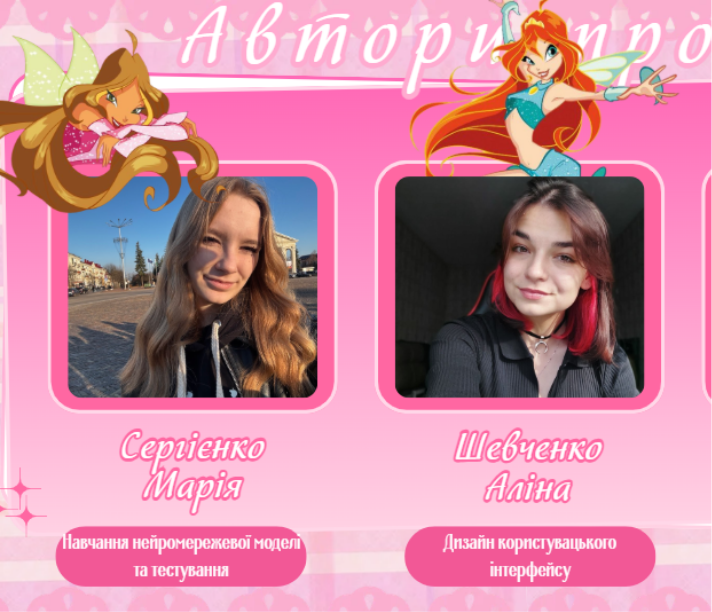 Автори про
Сергієнко
Марія
Шевченко
Аліна
Навчання нейромережевої моделі
та тестування
Дизайн користувацького
інтерфейсу